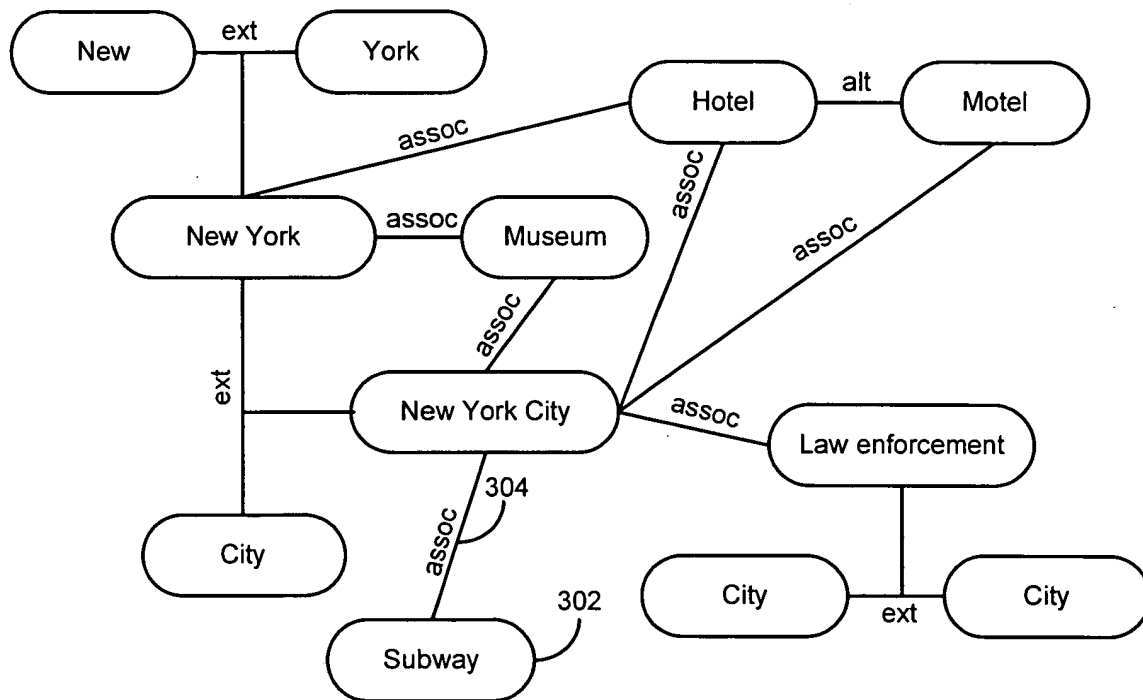 ext
New
York
Hotel
alt
Motel
assoc
assoc
assoc
New York
assoc
Museum
assoc
ext
New York City
assoc
Law enforcement
304
assoc
City
302
City
ext
City
Subway